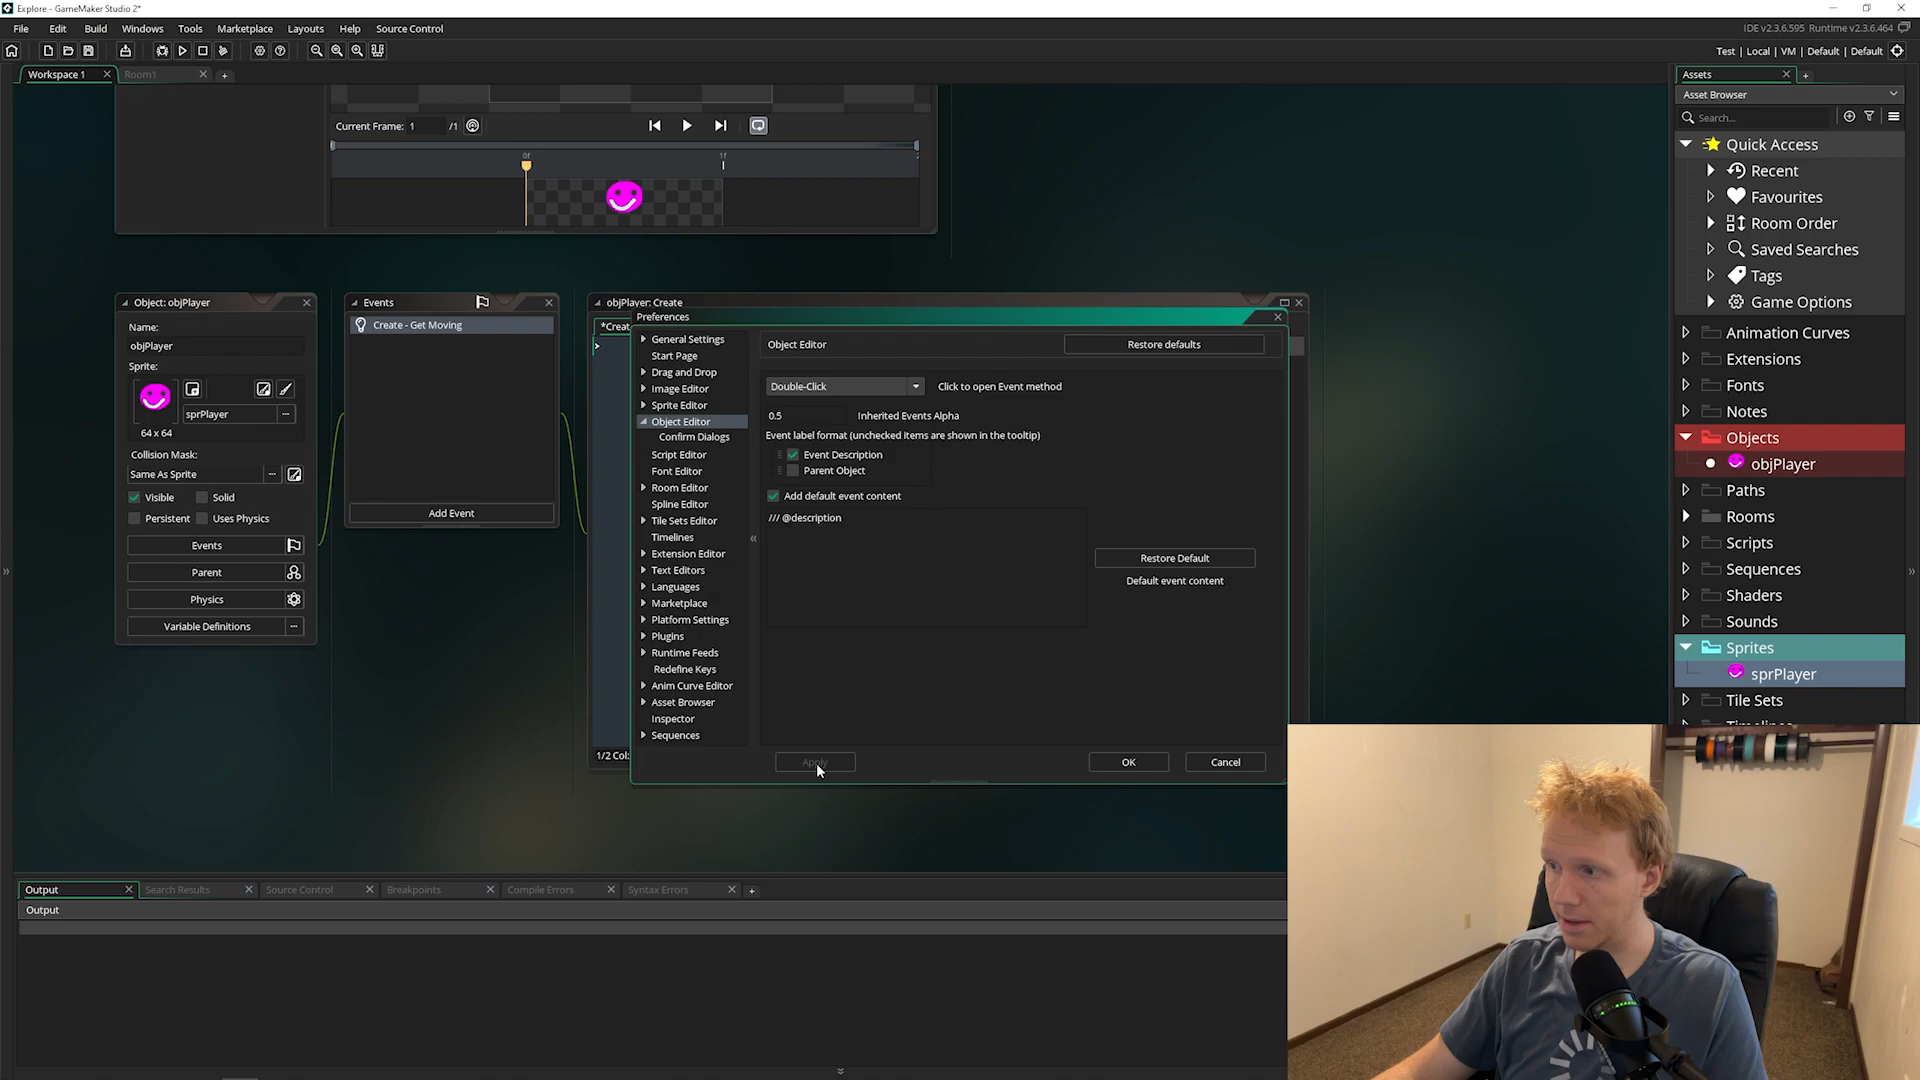 Explore - GameMaker Studio 2*
File Edit Build Windows Tools Marketplace Help Layouts Source Control
IDE v2.3.6.595 Runtime v2.3.6.464
Test | Local | VM | Default | Default
Workspace 1
Room1
Current Frame: 1 /1
0f 1f
Object: objPlayer
Name:
objPlayer
Sprite:
sprPlayer
64 x 64
Collision Mask:
Same As Sprite
Visible Solid
Persistent Uses Physics
Events
Parent
Physics
Variable Definitions
Events
Create - Get Moving
Add Event
objPlayer: Create
*Creat
1/2 Col:
Preferences
General Settings
Start Page
Drag and Drop
Image Editor
Sprite Editor
Object Editor
Confirm Dialogs
Script Editor
Font Editor
Room Editor
Spline Editor
Tile Sets Editor
Timelines
Extension Editor
Text Editors
Languages
Marketplace
Platform Settings
Plugins
Runtime Feeds
Redefine Keys
Anim Curve Editor
Asset Browser
Inspector
Sequences
Object Editor
Restore defaults
Double-Click Click to open Event method
0.5 Inherited Events Alpha
Event label format (unchecked items are shown in the tooltip)
Event Description
Parent Object
Add default event content
/// @description
Restore Default
Default event content
Apply OK Cancel
Assets
Asset Browser
Search...
Quick Access
Recent
Favourites
Room Order
Saved Searches
Tags
Game Options
Animation Curves
Extensions
Fonts
Notes
Objects
objPlayer
Paths
Rooms
Scripts
Sequences
Shaders
Sounds
Sprites
sprPlayer
Tile Sets
Timelines
Output Search Results Source Control Breakpoints Compile Errors Syntax Errors
Output